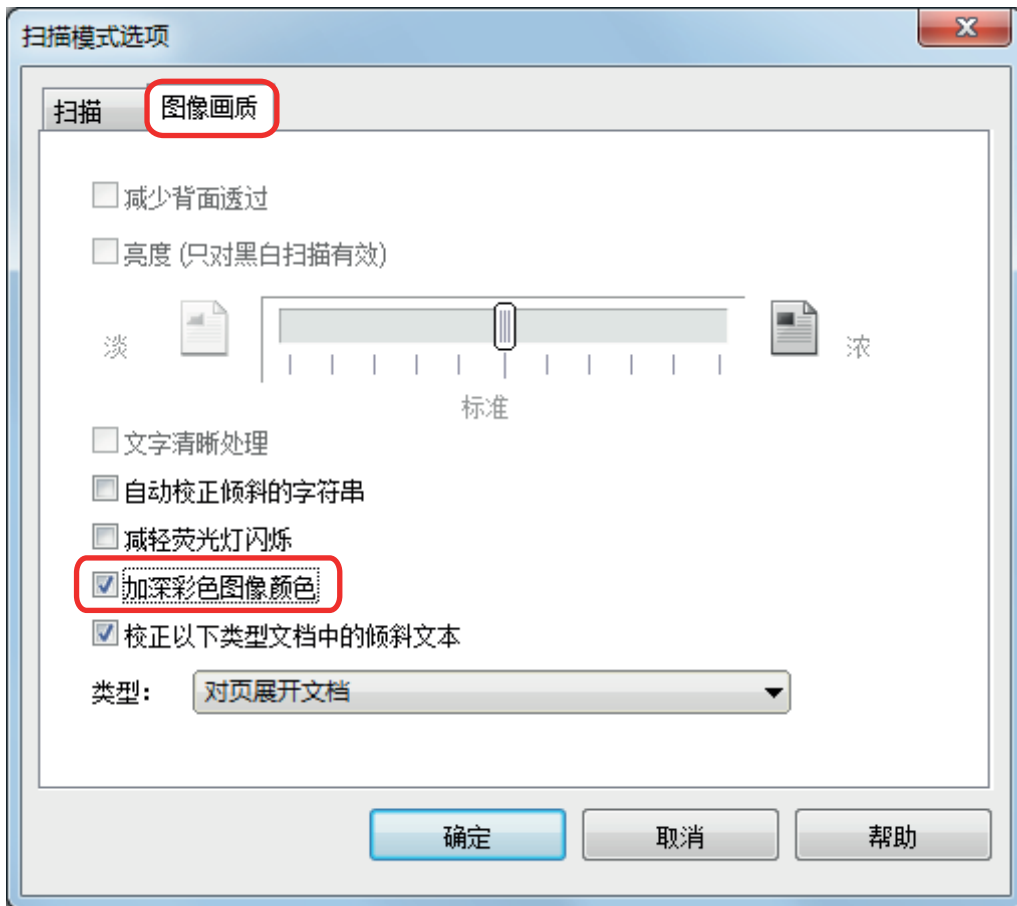 扫描模式选项
扫描 图像画质
减少背面透过
亮度 (只对黑白扫描有效)
淡 浓
标准
文字清晰处理
自动校正倾斜的字符串
减轻荧光灯闪烁
加深彩色图像颜色
校正以下类型文档中的倾斜文本
类型: 对页展开文档
确定 取消 帮助